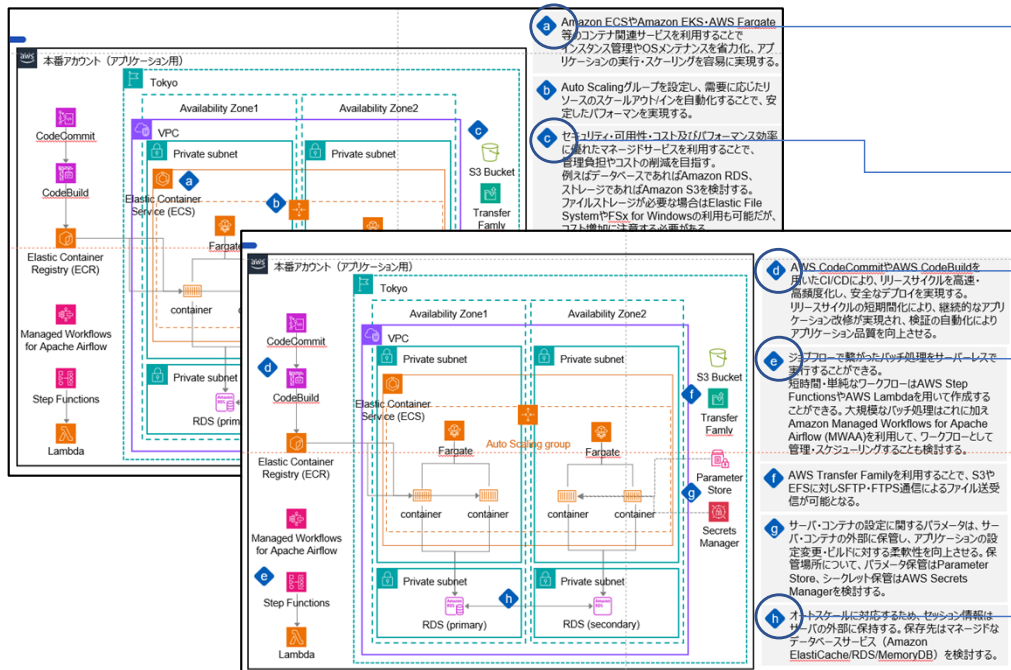 aws
本番アカウント（アプリケーション用）
Tokyo
Availability Zone1
Availability Zone2
VPC
Private subnet
Private subnet
CodeCommit
CodeBuild
Elastic Container
Registry (ECR)
Managed Workflows
for Apache Airflow
Step Functions
Lambda
a
Elastic Container
Service (ECS)
b
Fargate
container
Private subnet
c
S3 Bucket
Transfer
Famly
a
Amazon ECSやAmazon EKS・AWS Fargate
等のコンテナ関連サービスを利用することで
インスタンス管理やOSメンテナンスを省力化、アプ
リケーションの実行・スケーリングを容易に実現する。
b
Auto Scalingグループを設定し、需要に応じたリ
ソースのスケールアウト/インを自動化することで、安
定したパフォーマンを実現する。
c
セキュリティ・可用性・コスト及びパフォーマンス効率
に優れたマネージドサービスを利用することで、
管理負担やコストの削減を目指す。
例えばデータベースであればAmazon RDS、
ストレージであればAmazon S3を検討する。
ファイルストレージが必要な場合はElastic File
SystemやFSx for Windowsの利用も可能だが、
コスト増加に注意する必要がある。
aws
本番アカウント（アプリケーション用）
Tokyo
Availability Zone1
Availability Zone2
VPC
Private subnet
Private subnet
CodeCommit
d
CodeBuild
Elastic Container
Registry (ECR)
Managed Workflows
for Apache Airflow
e
Step Functions
Lambda
Elastic Container
Service (ECS)
Auto Scaling group
Fargate
Fargate
container
container
container
container
Private subnet
Private subnet
Amazon
RDS
RDS (primary)
h
Amazon
RDS
RDS (secondary)
S3 Bucket
f
Transfer
Famly
Parameter
Store
g
Secrets
Manager
d
AWS CodeCommitやAWS CodeBuildを
用いたCI/CDにより、リリースサイクルを高速・
高頻度化し、安全なデプロイを実現する。
リリースサイクルの短期間化により、継続的なアプリ
ケーション改修が実現され、検証の自動化により
アプリケーション品質を向上させる。
e
ジョブフローで繋がったバッチ処理をサーバーレスで
実行することができる。
短時間・単純なワークフローはAWS Step
FunctionsやAWS Lambdaを用いて作成する
ことができる。大規模なバッチ処理はこれに加え
Amazon Managed Workflows for Apache
Airflow (MWAA)を利用して、ワークフローとして
管理・スケジューリングすることも検討する。
f
AWS Transfer Familyを利用することで、S3や
EFSに対しSFTP・FTPS通信によるファイル送受
信が可能となる。
g
サーバ・コンテナの設定に関するパラメータは、サー
バ・コンテナの外部に保管し、アプリケーションの設
定変更・ビルドに対する柔軟性を向上させる。保
管場所について、パラメータ保管はParameter
Store、シークレット保管はAWS Secrets
Managerを検討する。
h
オートスケールに対応するため、セッション情報は
サーバの外部に保持する。保存先はマネージドな
データベースサービス（Amazon
ElastiCache/RDS/MemoryDB）を検討する。